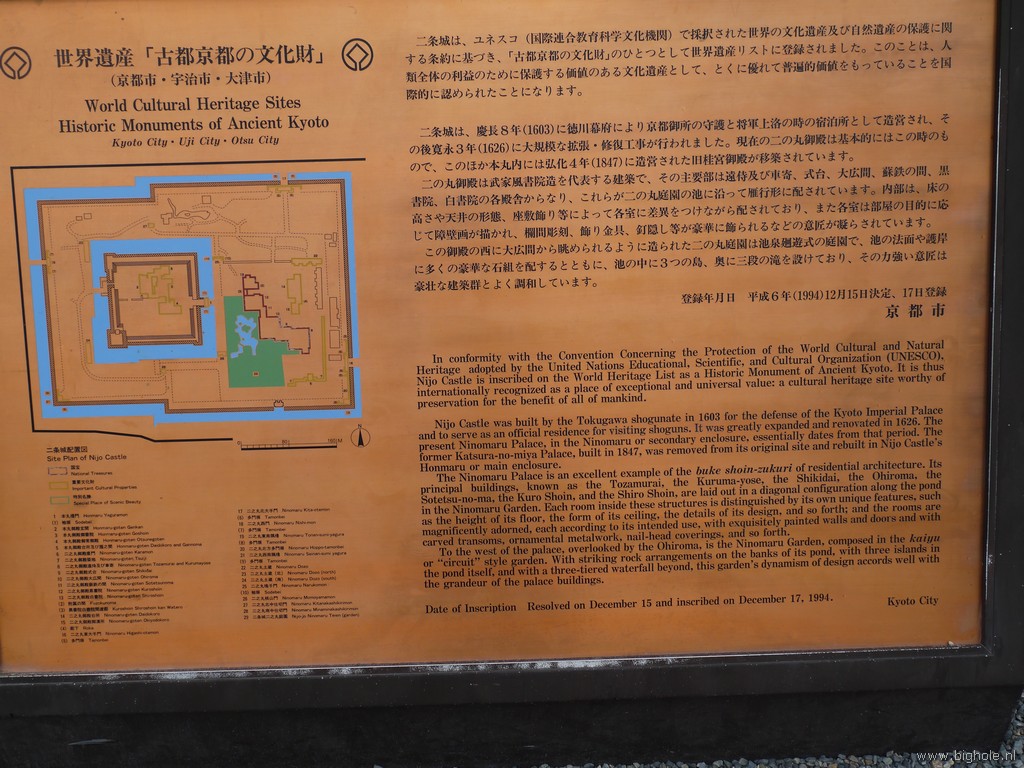 世界遺産「古都京都の文化財」
(京都市・宇治市・大津市)
World Cultural Heritage Sites
Historic Monuments of Ancient Kyoto
Kyoto City・Uji City・Otsu City
二条城は、ユネスコ(国際連合教育科学文化機関)で採択された世界の文化遺産及び自然遺産の保護に関
する条約に基づき、「古都京都の文化財」のひとつとして世界遺産リストに登録されました。このことは、人
類全体の利益のために保護する価値のある文化遺産として、とくに優れて普遍的価値をもっていることを国
際的に認められたことになります。
二条城は、慶長8年(1603)に徳川幕府により京都御所の守護と将軍上洛の時の宿泊所として造営され、そ
の後寛永3年(1626)に大規模な拡張・修復工事が行われました。現在の二の丸御殿は基本的にはこの時のも
ので、このほか本丸内には弘化4年(1847)に造営された旧桂宮御殿が移築されています。
二の丸御殿は武家風書院造を代表する建築で、その主要部は遠侍及び車寄、式台、大広間、蘇鉄の間、黒
書院、白書院の各殿舎からなり、これらが二の丸庭園の池に沿って雁行形に配されています。内部は、床の
高さや天井の形態、座敷飾り等によって各室に差異をつけながら配されており、また各室は部屋の目的に応
じて障壁画が描かれ、欄間彫刻、飾り金具、釘隠し等が豪華に飾られるなどの意匠が凝らされています。
この御殿の西に大広間から眺められるように造られた二の丸庭園は池泉廻遊式の庭園で、池の法面や護岸
に多くの豪華な石組を配するとともに、池の中に3つの島、奥に三段の滝を設けており、その力強い意匠は
豪壮な建築群とよく調和しています。
登録年月日 平成6年(1994)12月15日決定、17日登録
京都市
In conformity with the Convention Concerning the Protection of the World Cultural and Natural
Heritage adopted by the United Nations Educational, Scientific, and Cultural Organization (UNESCO),
Nijo Castle is inscribed on the World Heritage List as a Historic Monument of Ancient Kyoto. It is thus
internationally recognized as a place of exceptional and universal value: a cultural heritage site worthy of
preservation for the benefit of all of mankind.
Nijo Castle was built by the Tokugawa shogunate in 1603 for the defense of the Kyoto Imperial Palace
and to serve as an official residence for visiting shoguns. It was greatly expanded and renovated in 1626. The
present Ninomaru Palace, in the Ninomaru or secondary enclosure, essentially dates from that period. The
former Katsura-no-miya Palace, built in 1847, was removed from its original site and rebuilt in Nijo Castle's
Honmaru or main enclosure.
The Ninomaru Palace is an excellent example of the buke shoin-zukuri of residential architecture. Its
principal buildings, known as the Tozamurai, the Kuruma-yose, the Shikidai, the Ohiroma, the
Sotetsu-no-ma, the Kuro Shoin, and the Shiro Shoin, are laid out in a diagonal configuration along the pond
in the Ninomaru Garden. Each room inside these structures is distinguished by its own unique features, such
as the height of its floor, the form of its ceiling, the details of its design, and so forth; and the rooms are
magnificently adorned, each according to its intended use, with exquisitely painted walls and doors and with
carved transoms, ornamental metalwork, nail-head coverings, and so forth.
To the west of the palace, overlooked by the Ohiroma, is the Ninomaru Garden, composed in the kaiyu
or "circuit" style garden. With striking rock arrangements on the banks of its pond, with three islands in
the pond itself, and with a three-tiered waterfall beyond, this garden's dynamism of design accords well with
the grandeur of the palace buildings.
Date of Inscription Resolved on December 15 and inscribed on December 17, 1994.
Kyoto City
N
二条城配置図
Site Plan of Nijo Castle
国宝
National Treasures
重要文化財
Important Cultural Properties
特別名勝
Special Place of Scenic Beauty
www.bighole.nl